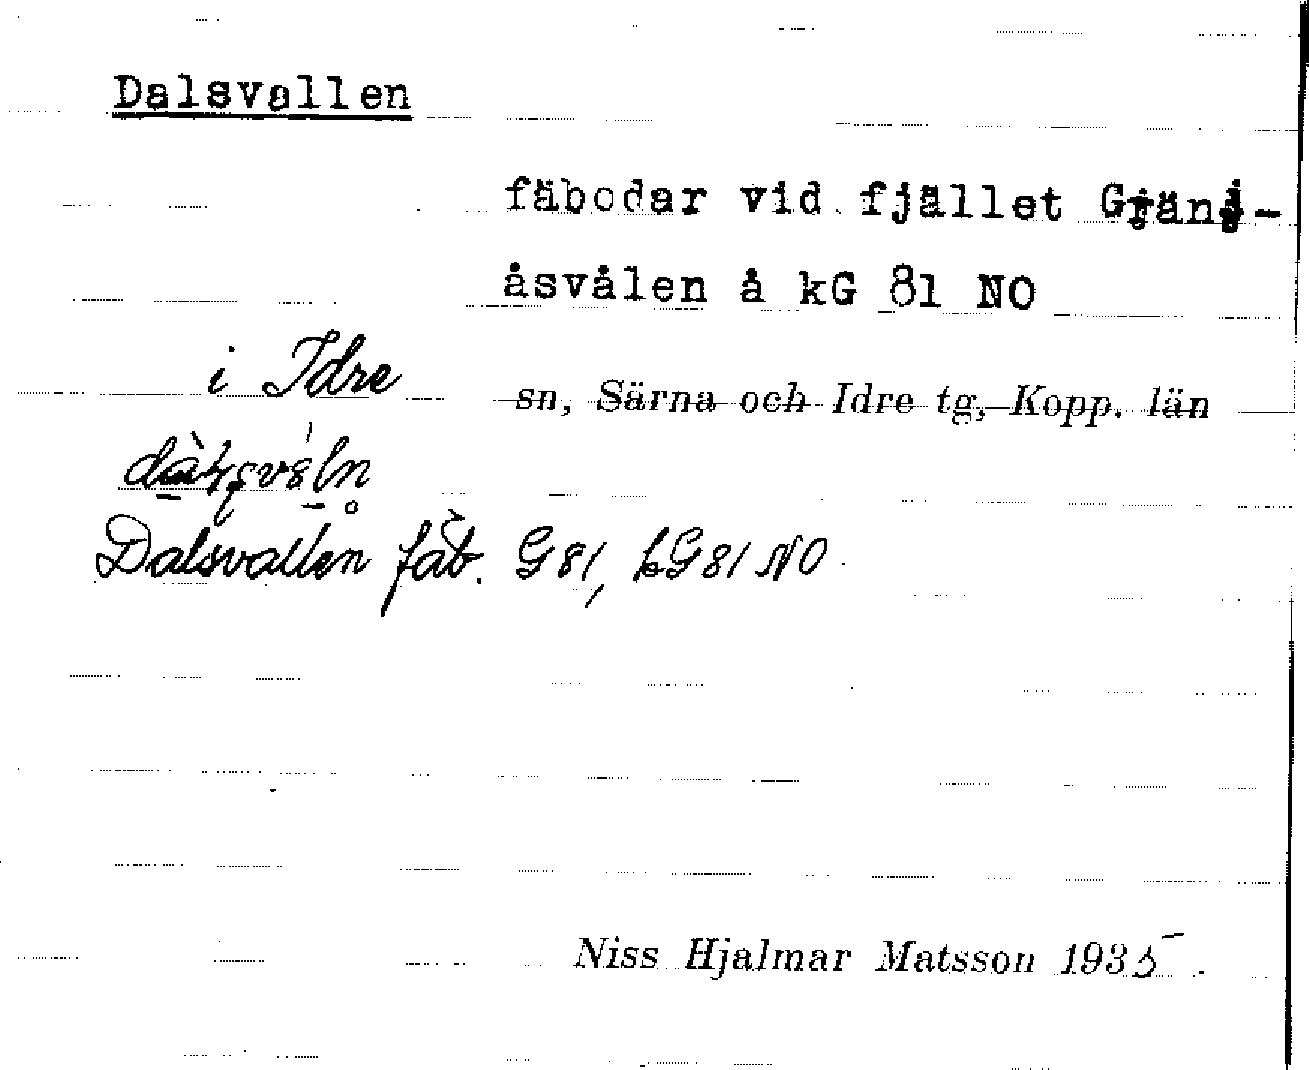 Dalsvallen
fäbodar vid fjället Gränj-
åsvålen å kG 81 NO
i Idre sn, Särna och Idre tg, Kopp. län
Dalsvallen fäb. G 81, kG 81 NO
Niss Hjalmar Matsson 1935